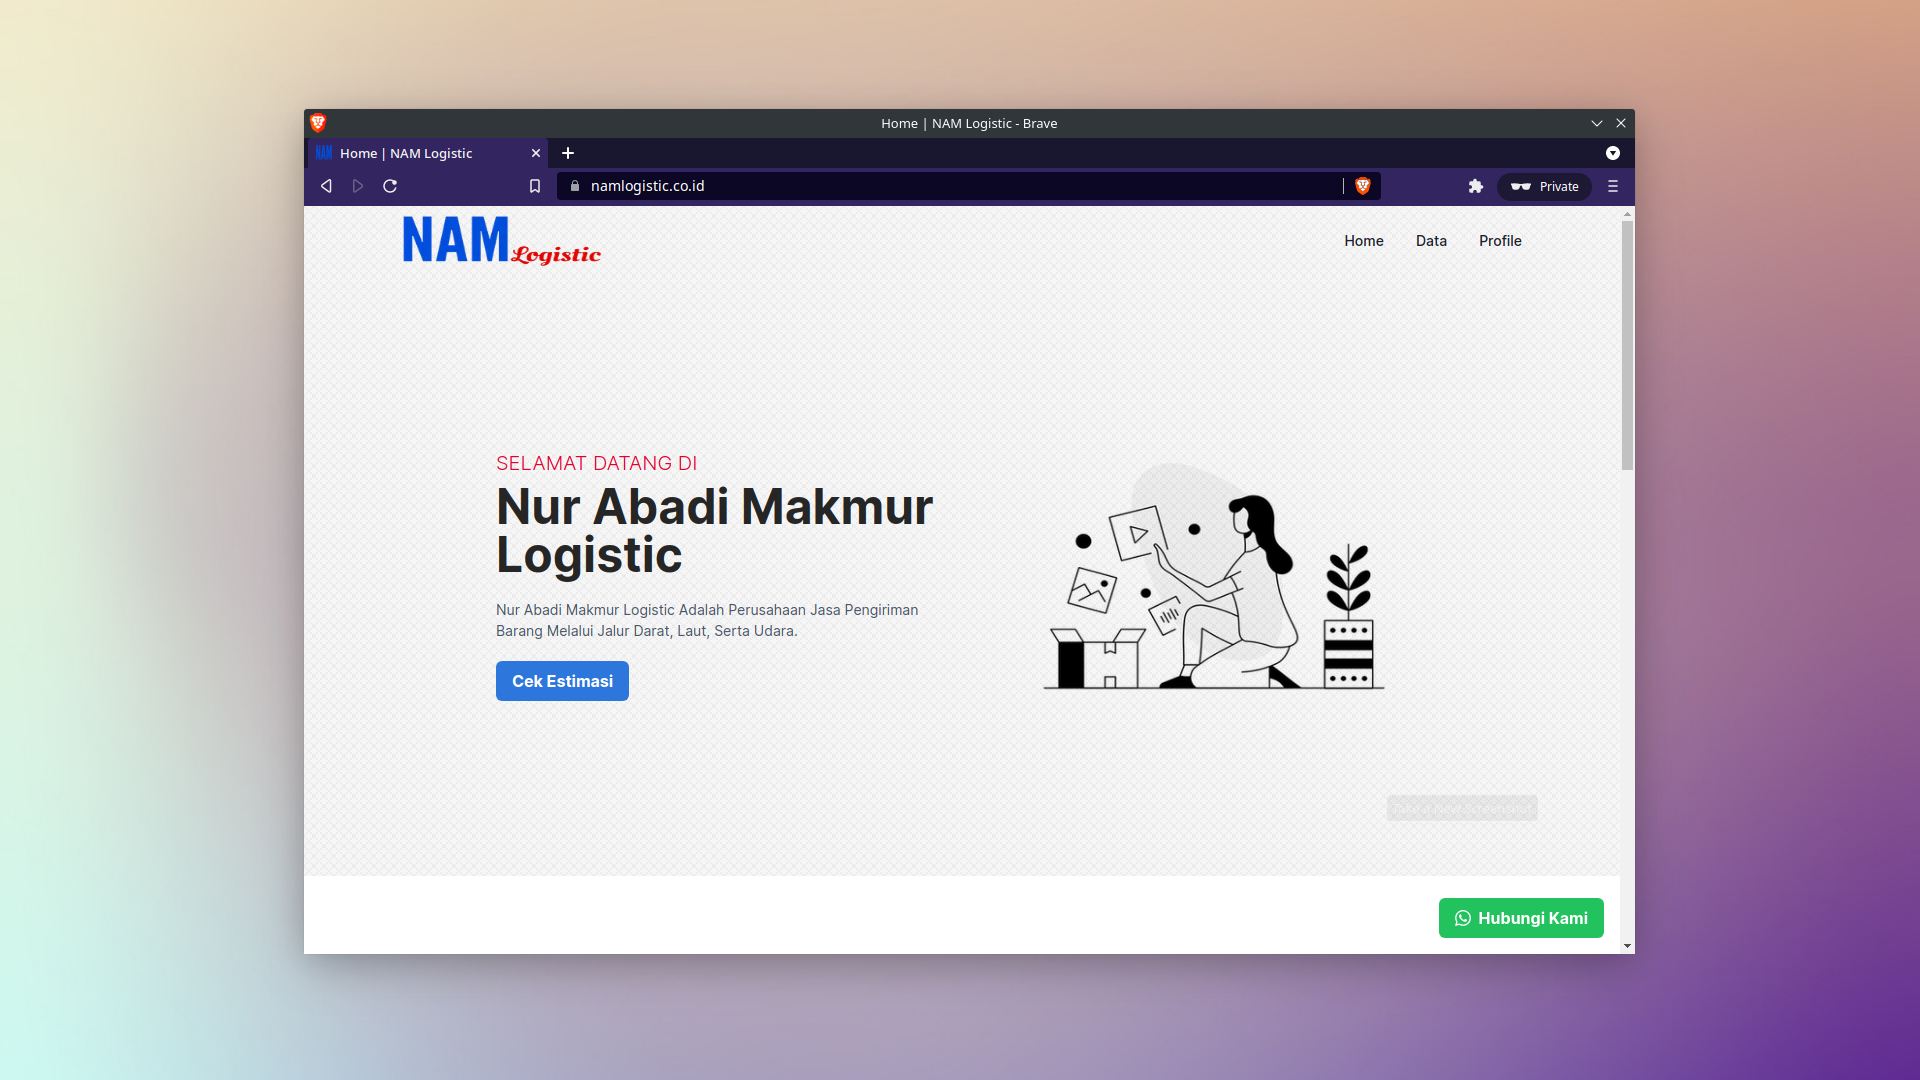 Home | NAM Logistic - Brave
NAM Home | NAM Logistic
namlogistic.co.id
Private
NAM Logistic
Home Data Profile
SELAMAT DATANG DI
Nur Abadi Makmur
Logistic
Nur Abadi Makmur Logistic Adalah Perusahaan Jasa Pengiriman
Barang Melalui Jalur Darat, Laut, Serta Udara.
Cek Estimasi
Hubungi Kami